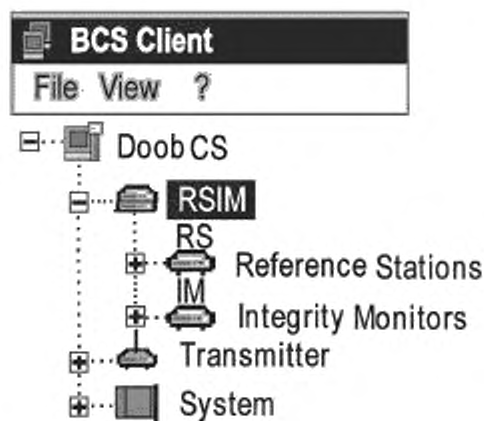 BCS Client
File View ?
Doob CS
RSIM
RS
Reference Stations
IM
Integrity Monitors
Transmitter
System